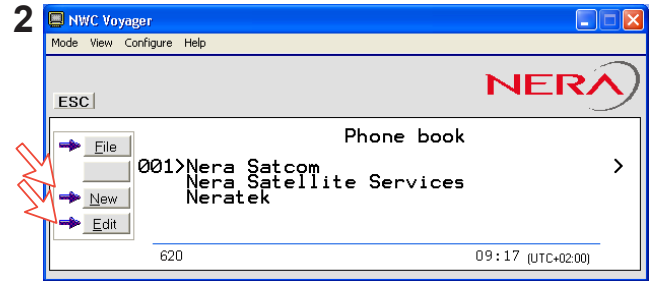 2
NWC Voyager
Mode View Configure Help
NERA
ESC
Phone book
File
001>Nera Satcom >
Nera Satellite Services
New Neratek
Edit
620 09:17 (UTC+02:00)